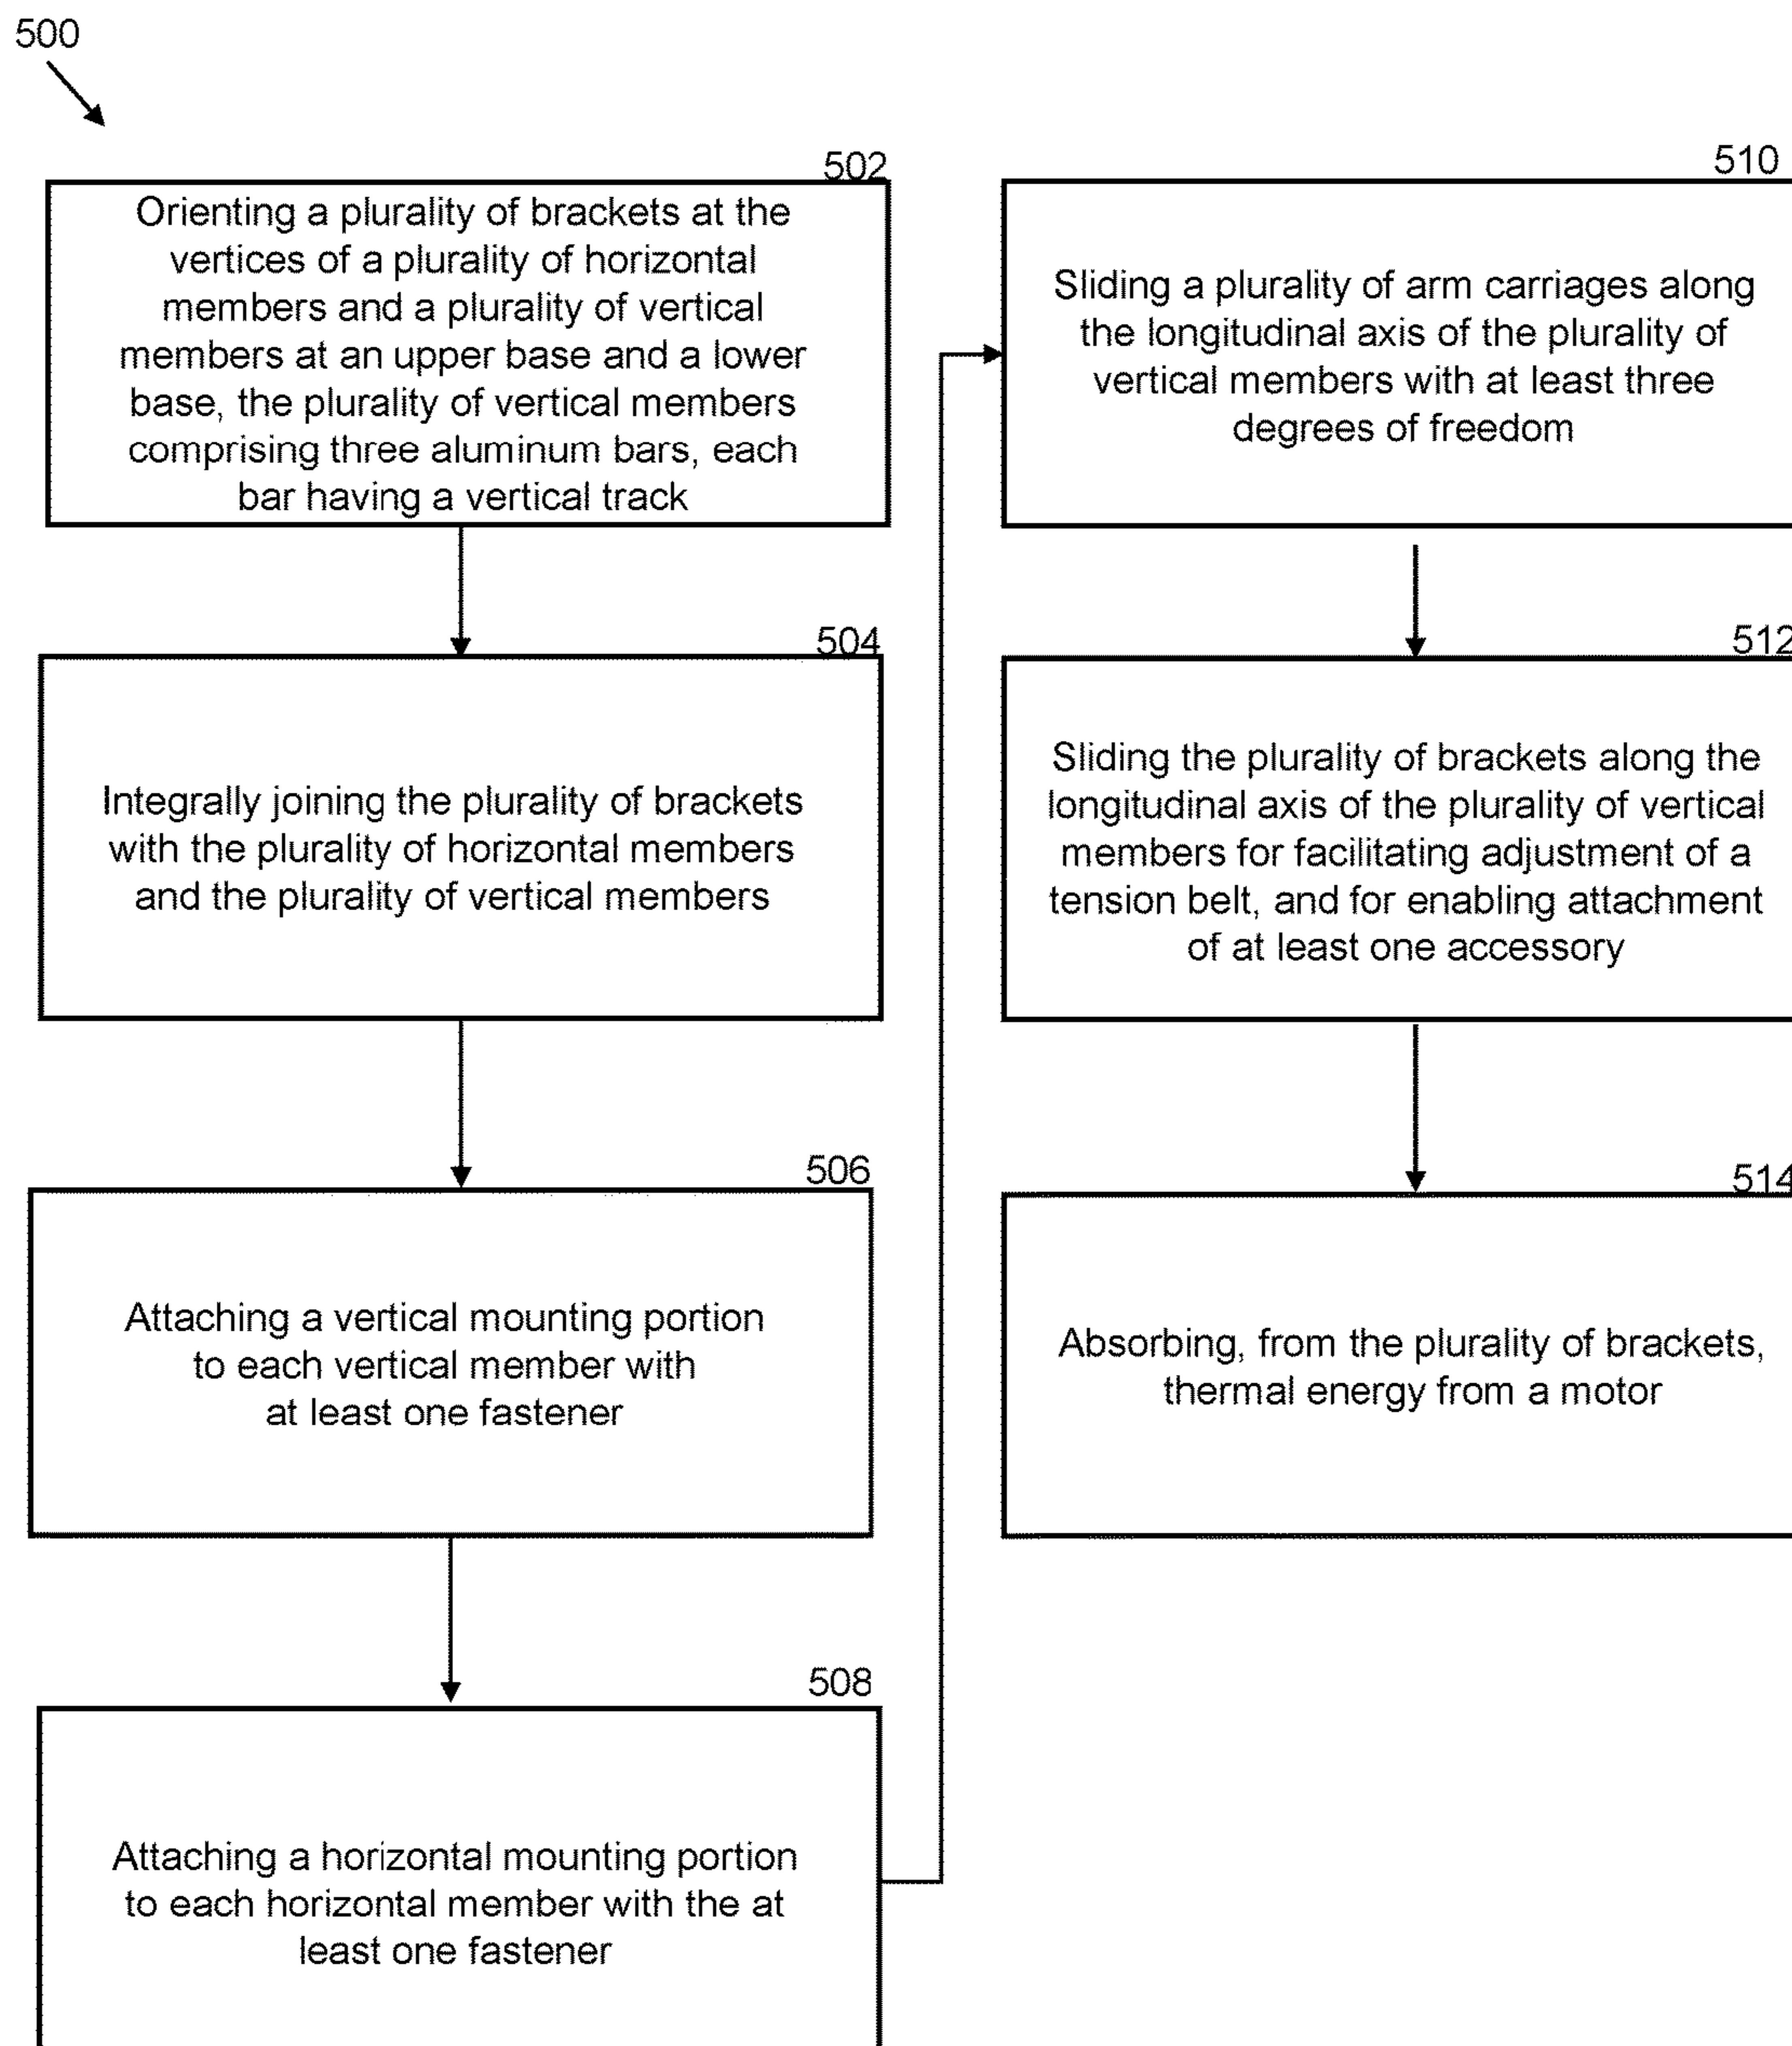 500
502
Orienting a plurality of brackets at the
vertices of a plurality of horizontal
members and a plurality of vertical
members at an upper base and a lower
base, the plurality of vertical members
comprising three aluminum bars, each
bar having a vertical track
504
Integrally joining the plurality of brackets
with the plurality of horizontal members
and the plurality of vertical members
506
Attaching a vertical mounting portion
to each vertical member with
at least one fastener
508
Attaching a horizontal mounting portion
to each horizontal member with the at
least one fastener
510
Sliding a plurality of arm carriages along
the longitudinal axis of the plurality of
vertical members with at least three
degrees of freedom
512
Sliding the plurality of brackets along the
longitudinal axis of the plurality of vertical
members for facilitating adjustment of a
tension belt, and for enabling attachment
of at least one accessory
514
Absorbing, from the plurality of brackets,
thermal energy from a motor